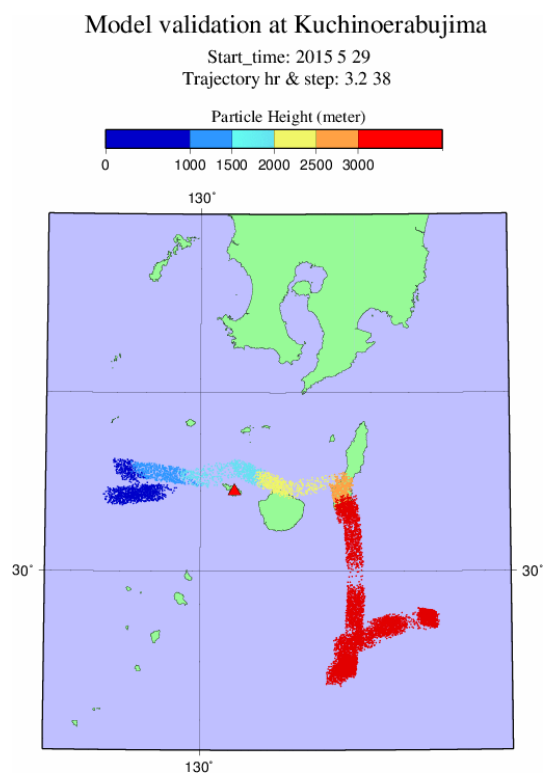 Model validation at Kuchinoerabujima
Start_time: 2015 5 29
Trajectory hr & step: 3.2 38
Particle Height (meter)
0 1000 1500 2000 2500 3000
130°
30° 30°
130°